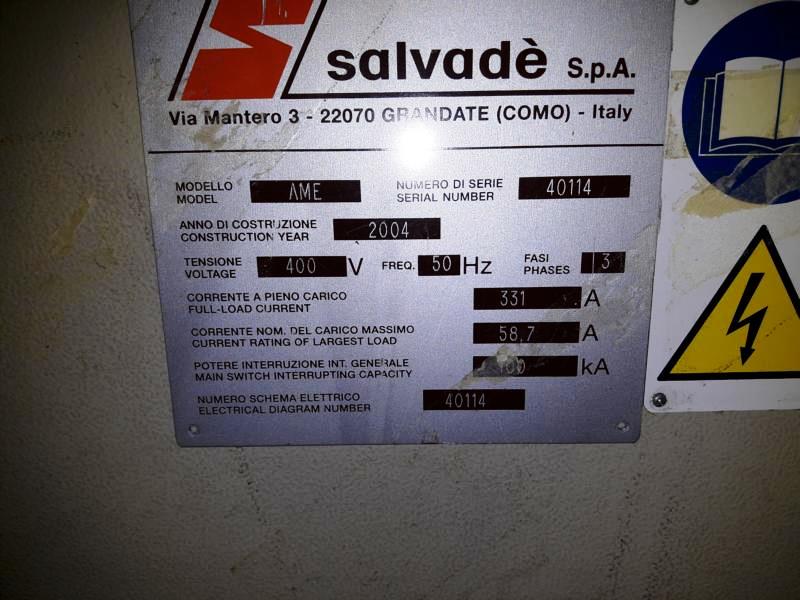 salvadè S.p.A.
Via Mantero 3 - 22070 GRANDATE (COMO) - Italy
MODELLO
MODEL
AME
NUMERO DI SERIE
SERIAL NUMBER
40114
ANNO DI COSTRUZIONE
CONSTRUCTION YEAR
2004
TENSIONE
VOLTAGE
400 V
FREQ. 50 Hz
FASI
PHASES
3
CORRENTE A PIENO CARICO
FULL-LOAD CURRENT
331 A
CORRENTE NOM. DEL CARICO MASSIMO
CURRENT RATING OF LARGEST LOAD
58,7 A
POTERE INTERRUZIONE INT. GENERALE
MAIN SWITCH INTERRUPTING CAPACITY
kA
NUMERO SCHEMA ELETTRICO
ELECTRICAL DIAGRAM NUMBER
40114